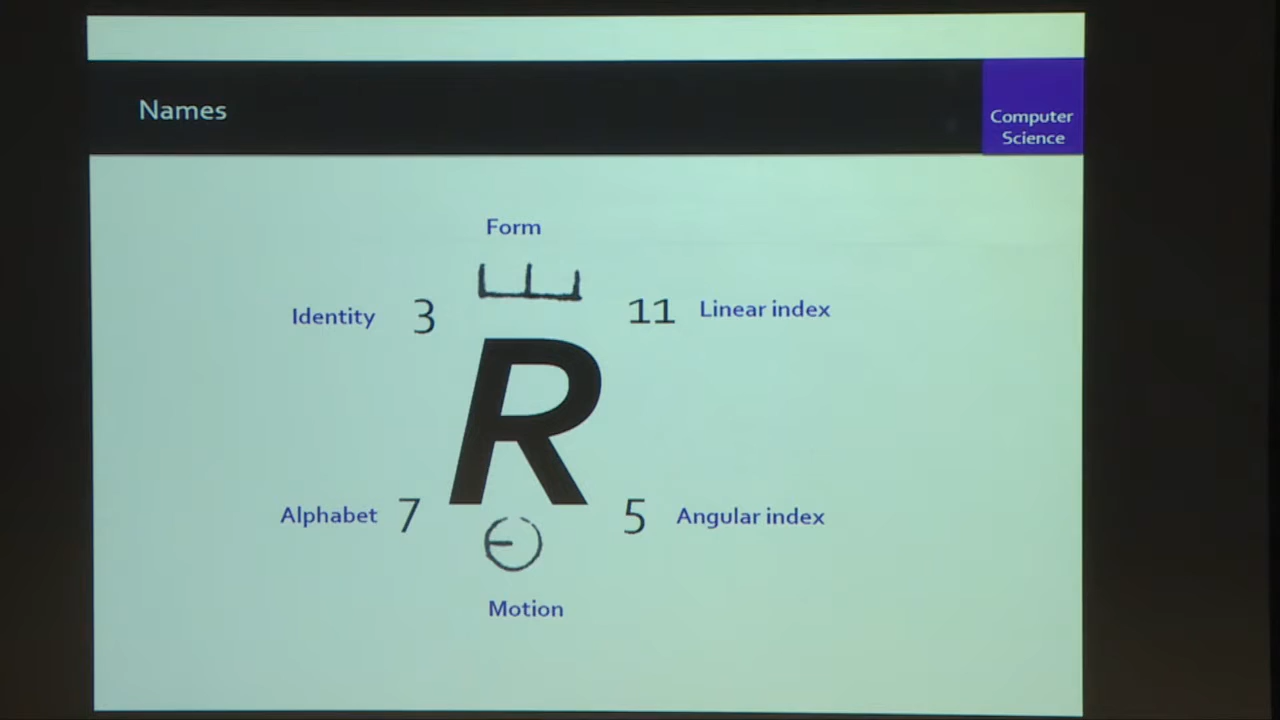 Names
Computer
Science
Form
Identity 3
11 Linear index
R
Alphabet 7
5 Angular index
Motion